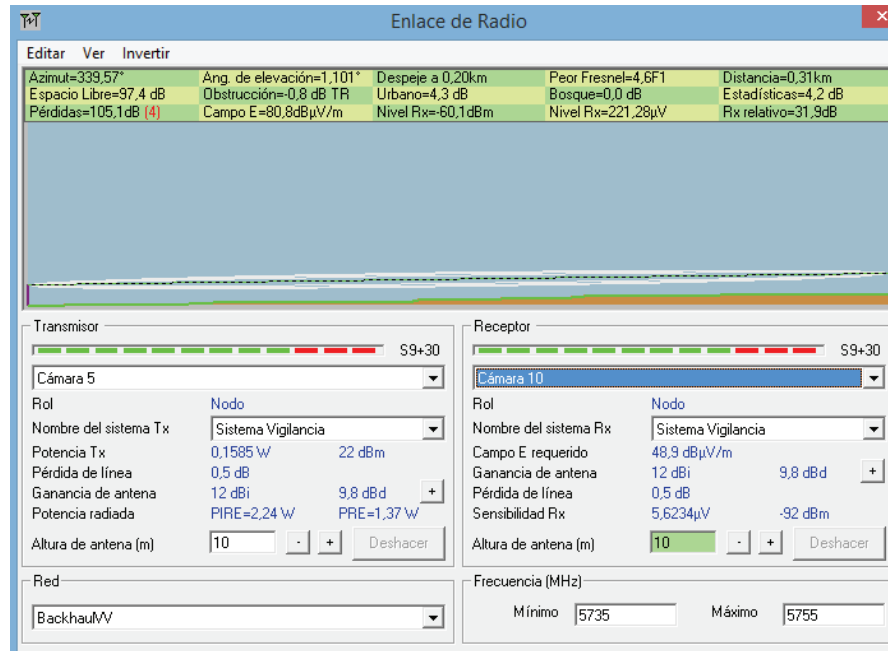 Enlace de Radio
Editar Ver Invertir
Azimut=339,57° Ang. de elevación=1,101° Despeje a 0,20km Peor Fresnel=4,6F1 Distancia=0,31km
Espacio Libre=97,4 dB Obstrucción=-0,8 dB TR Urbano=4,3 dB Bosque=0,0 dB Estadísticas=4,2 dB
Pérdidas=105,1dB (4) Campo E=80,8dBµV/m Nivel Rx=-60,1dBm Nivel Rx=221,28µV Rx relativo=31,9dB
Transmisor
S9+30
Cámara 5
Rol Nodo
Nombre del sistema Tx Sistema Vigilancia
Potencia Tx 0,1585 W 22 dBm
Pérdida de línea 0,5 dB
Ganancia de antena 12 dBi 9,8 dBd +
Potencia radiada PIRE=2,24 W PRE=1,37 W
Altura de antena (m) 10 - + Deshacer
Receptor
S9+30
Cámara 10
Rol Nodo
Nombre del sistema Rx Sistema Vigilancia
Campo E requerido 48,9 dBµV/m
Ganancia de antena 12 dBi 9,8 dBd +
Pérdida de línea 0,5 dB
Sensibilidad Rx 5,6234µV -92 dBm
Altura de antena (m) 10 - + Deshacer
Red
BackhaulVV
Frecuencia (MHz)
Mínimo 5735 Máximo 5755